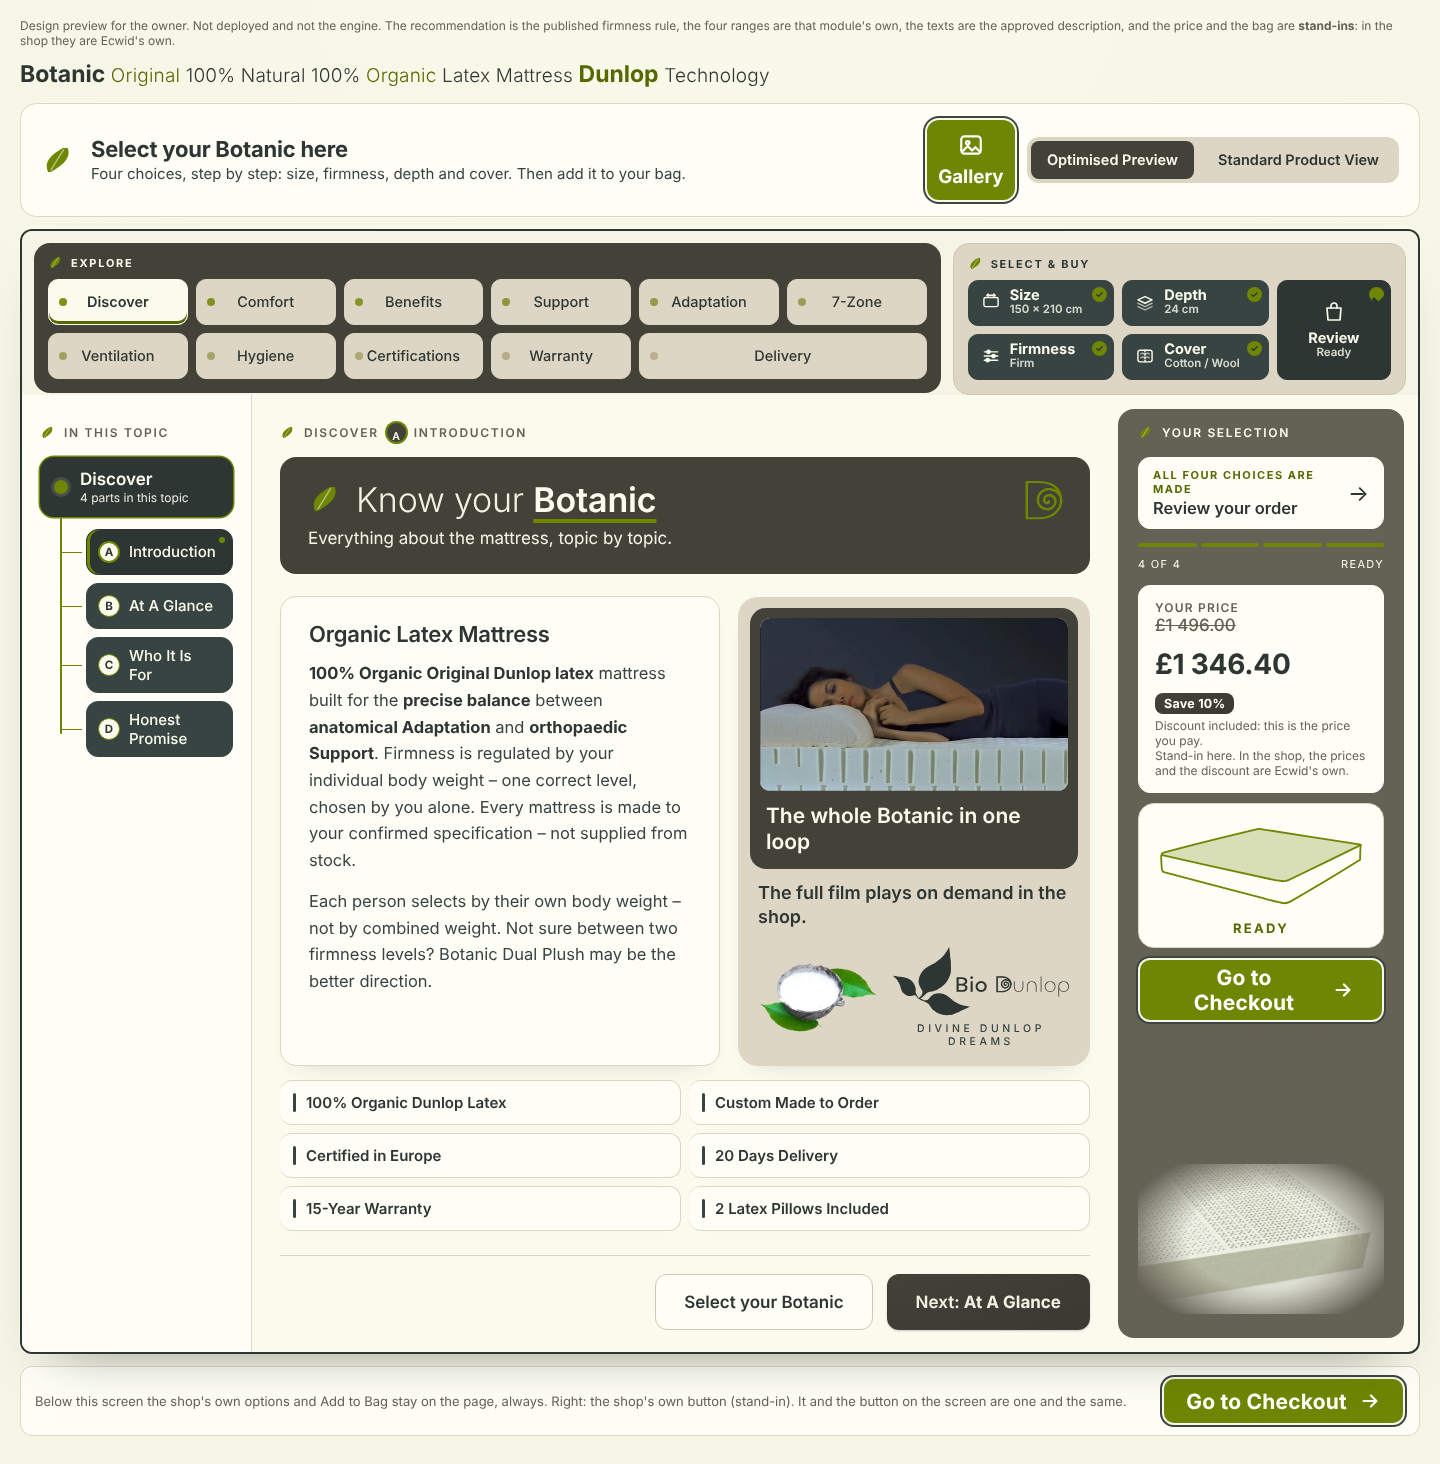 Design preview for the owner. Not deployed and not the engine. The recommendation is the published firmness rule, the four ranges are that module's own, the texts are the approved description, and the price and the bag are stand-ins: in the
shop they are Ecwid's own.
Botanic Original 100% Natural 100% Organic Latex Mattress Dunlop Technology
Select your Botanic here
Four choices, step by step: size, firmness, depth and cover. Then add it to your bag.
Gallery
Optimised Preview
Standard Product View
EXPLORE
Discover
Comfort
Benefits
Support
Adaptation
7-Zone
Ventilation
Hygiene
Certifications
Warranty
Delivery
SELECT & BUY
Size
150 × 210 cm
Depth
24 cm
Firmness
Firm
Cover
Cotton / Wool
Review
Ready
IN THIS TOPIC
Discover
4 parts in this topic
A Introduction
B At A Glance
C Who It Is
For
D Honest
Promise
DISCOVER A INTRODUCTION
Know your Botanic
Everything about the mattress, topic by topic.
Organic Latex Mattress
100% Organic Original Dunlop latex mattress
built for the precise balance between
anatomical Adaptation and orthopaedic
Support. Firmness is regulated by your
individual body weight – one correct level,
chosen by you alone. Every mattress is made to
your confirmed specification – not supplied from
stock.
Each person selects by their own body weight –
not by combined weight. Not sure between two
firmness levels? Botanic Dual Plush may be the
better direction.
The whole Botanic in one
loop
The full film plays on demand in the
shop.
Bio Dunlop
DIVINE DUNLOP
DREAMS
100% Organic Dunlop Latex
Custom Made to Order
Certified in Europe
20 Days Delivery
15-Year Warranty
2 Latex Pillows Included
Select your Botanic
Next: At A Glance
YOUR SELECTION
ALL FOUR CHOICES ARE
MADE
Review your order
4 OF 4
READY
YOUR PRICE
£1 496.00
£1 346.40
Save 10%
Discount included: this is the price
you pay.
Stand-in here. In the shop, the prices
and the discount are Ecwid's own.
READY
Go to
Checkout
Below this screen the shop's own options and Add to Bag stay on the page, always. Right: the shop's own button (stand-in). It and the button on the screen are one and the same.
Go to Checkout